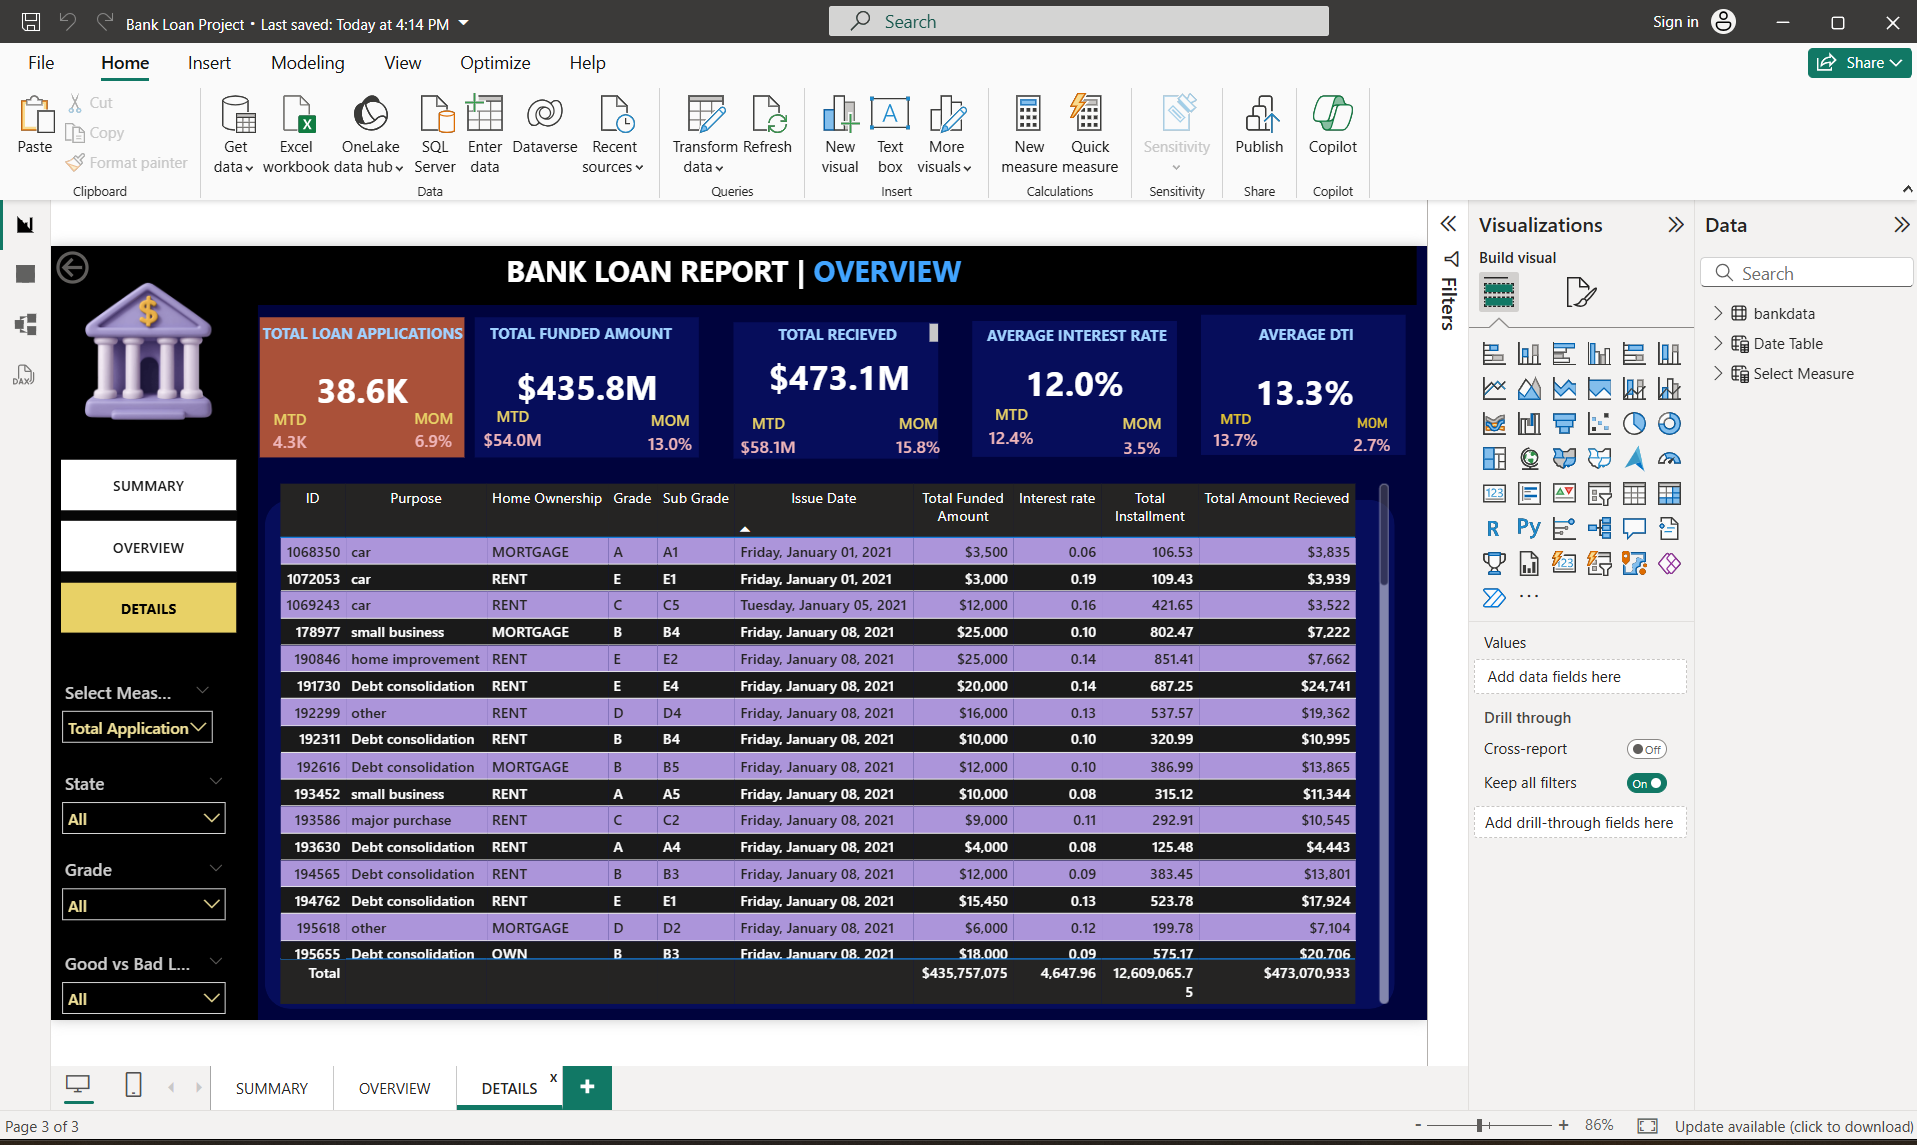 Bank Loan Project • Last saved: Today at 4:14 PM
Search
Sign in
File Home Insert Modeling View Optimize Help
Share
Paste
Cut
Copy
Format painter
Clipboard
Get data
Excel workbook
OneLake data hub
SQL Server
Enter data
Dataverse
Recent sources
Data
Transform data
Refresh
Queries
New visual
Text box
More visuals
Insert
New measure
Quick measure
Calculations
Sensitivity
Sensitivity
Publish
Share
Copilot
Copilot
BANK LOAN REPORT | OVERVIEW
TOTAL LOAN APPLICATIONS
38.6K
MTD MOM
4.3K 6.9%
TOTAL FUNDED AMOUNT
$435.8M
MTD MOM
$54.0M 13.0%
TOTAL RECIEVED
$473.1M
MTD MOM
$58.1M 15.8%
AVERAGE INTEREST RATE
12.0%
MTD MOM
12.4% 3.5%
AVERAGE DTI
13.3%
MTD MOM
13.7% 2.7%
SUMMARY
OVERVIEW
DETAILS
Select Meas...
Total Application
State
All
Grade
All
Good vs Bad L...
All
ID Purpose Home Ownership Grade Sub Grade Issue Date Total Funded Amount Interest rate Total Installment Total Amount Recieved
1068350 car MORTGAGE A A1 Friday, January 01, 2021 $3,500 0.06 106.53 $3,835
1072053 car RENT E E1 Friday, January 01, 2021 $3,000 0.19 109.43 $3,939
1069243 car RENT C C5 Tuesday, January 05, 2021 $12,000 0.16 421.65 $3,522
178977 small business MORTGAGE B B4 Friday, January 08, 2021 $25,000 0.10 802.47 $7,222
190846 home improvement RENT E E2 Friday, January 08, 2021 $25,000 0.14 851.41 $7,662
191730 Debt consolidation RENT E E4 Friday, January 08, 2021 $20,000 0.14 687.25 $24,741
192299 other RENT D D4 Friday, January 08, 2021 $16,000 0.13 537.57 $19,362
192311 Debt consolidation RENT B B4 Friday, January 08, 2021 $10,000 0.10 320.99 $10,995
192616 Debt consolidation MORTGAGE B B5 Friday, January 08, 2021 $12,000 0.10 386.99 $13,865
193452 small business RENT A A5 Friday, January 08, 2021 $10,000 0.08 315.12 $11,344
193586 major purchase RENT C C2 Friday, January 08, 2021 $9,000 0.11 292.91 $10,545
193630 Debt consolidation RENT A A4 Friday, January 08, 2021 $4,000 0.08 125.48 $4,443
194565 Debt consolidation RENT B B3 Friday, January 08, 2021 $12,000 0.09 383.45 $13,801
194762 Debt consolidation RENT E E1 Friday, January 08, 2021 $15,450 0.13 523.78 $17,924
195618 other MORTGAGE D D2 Friday, January 08, 2021 $6,000 0.12 199.78 $7,104
195655 Debt consolidation OWN B B3 Friday, January 08, 2021 $18,000 0.09 575.17 $20,706
Total $435,757,075 4,647.96 12,609,065.75 $473,070,933
Filters
Visualizations
Build visual
123
R Py
123
Values
Add data fields here
Drill through
Cross-report Off
Keep all filters On
Add drill-through fields here
Data
Search
bankdata
Date Table
Select Measure
DAX
SUMMARY OVERVIEW DETAILS x +
Page 3 of 3
- + 86%
Update available (click to download)